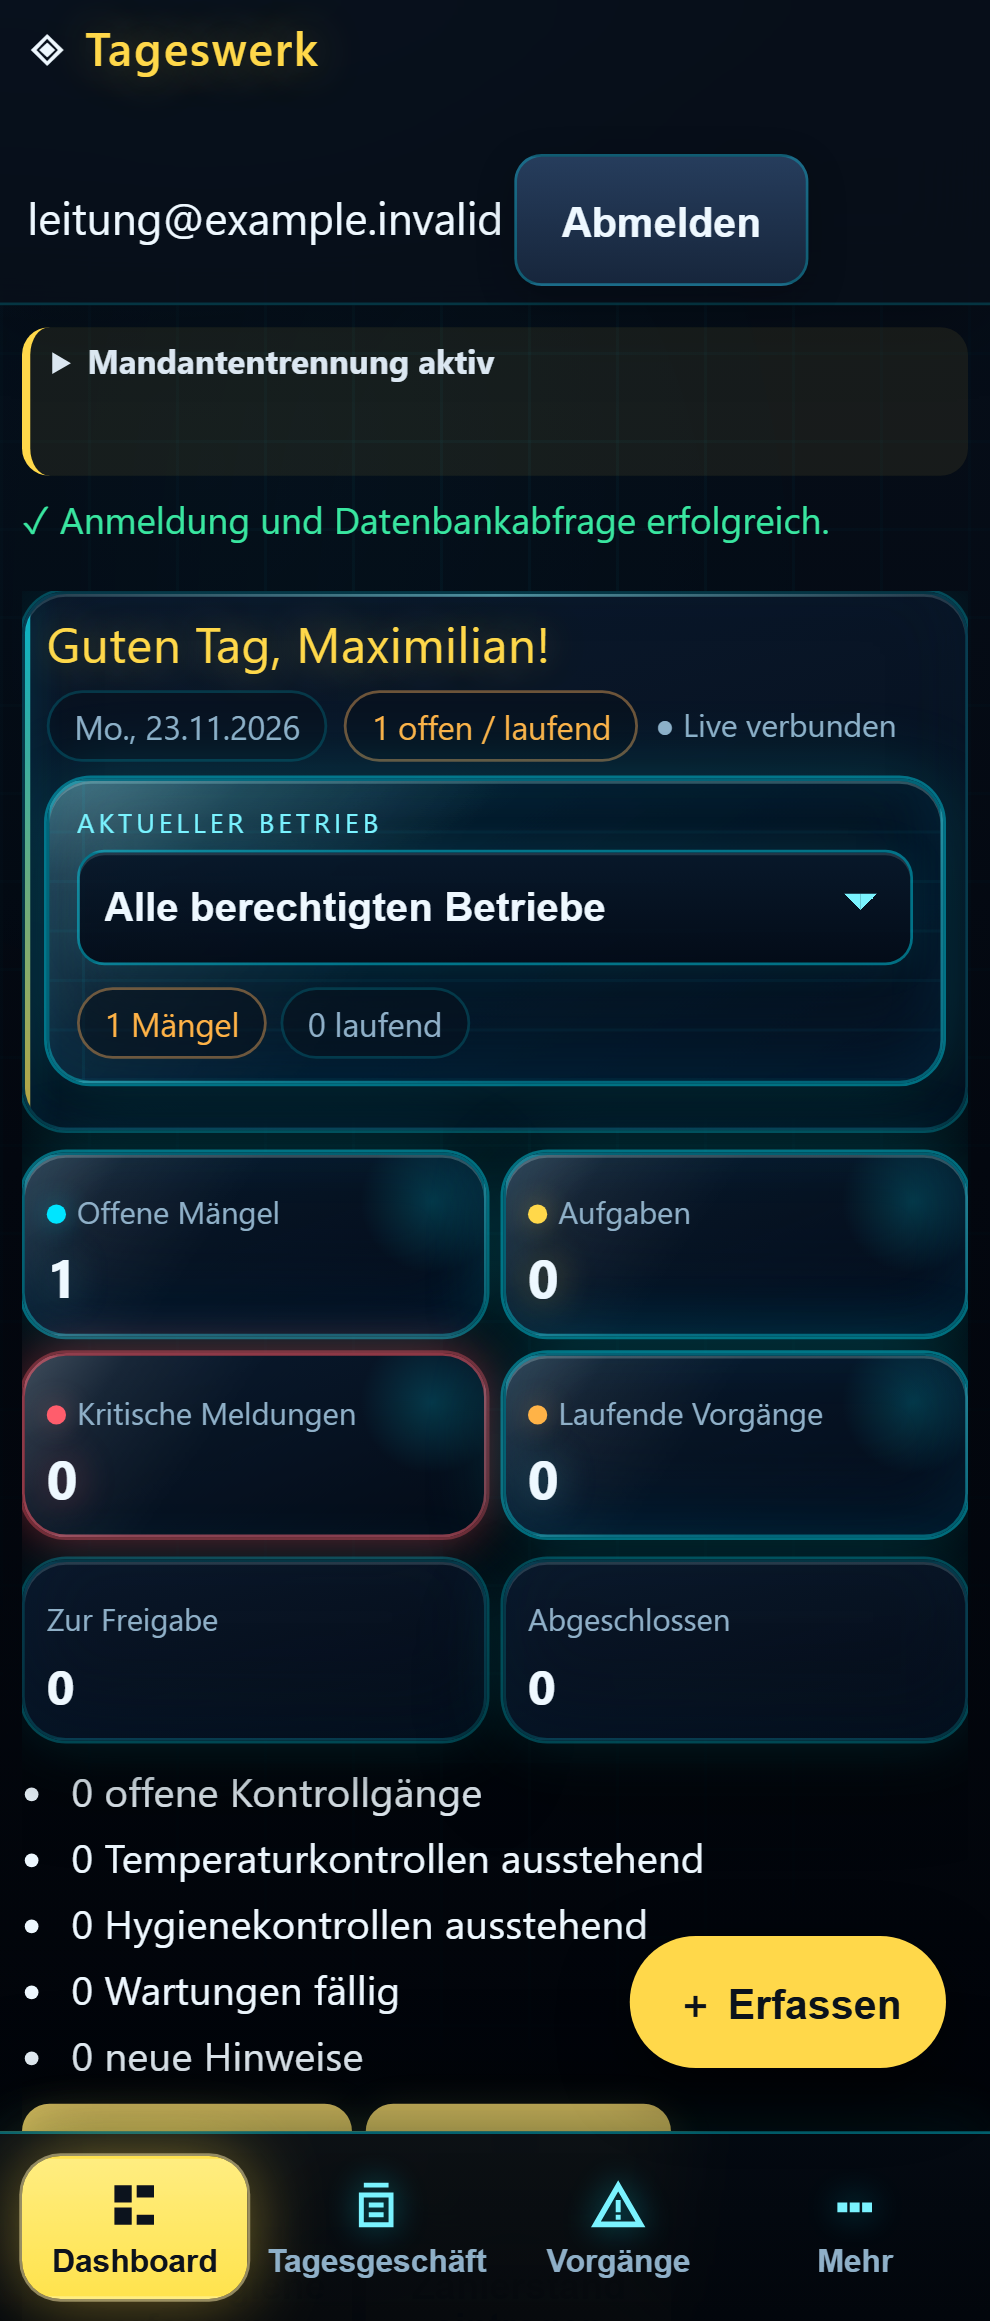 Tageswerk
leitung@example.invalid
Abmelden
Mandantentrennung aktiv
✓ Anmeldung und Datenbankabfrage erfolgreich.
Guten Tag, Maximilian!
Mo., 23.11.2026
1 offen / laufend
Live verbunden
AKTUELLER BETRIEB
Alle berechtigten Betriebe
1 Mängel
0 laufend
Offene Mängel
1
Aufgaben
0
Kritische Meldungen
0
Laufende Vorgänge
0
Zur Freigabe
0
Abgeschlossen
0
• 0 offene Kontrollgänge
• 0 Temperaturkontrollen ausstehend
• 0 Hygienekontrollen ausstehend
• 0 Wartungen fällig
• 0 neue Hinweise
+ Erfassen
Dashboard
Tagesgeschäft
Vorgänge
Mehr